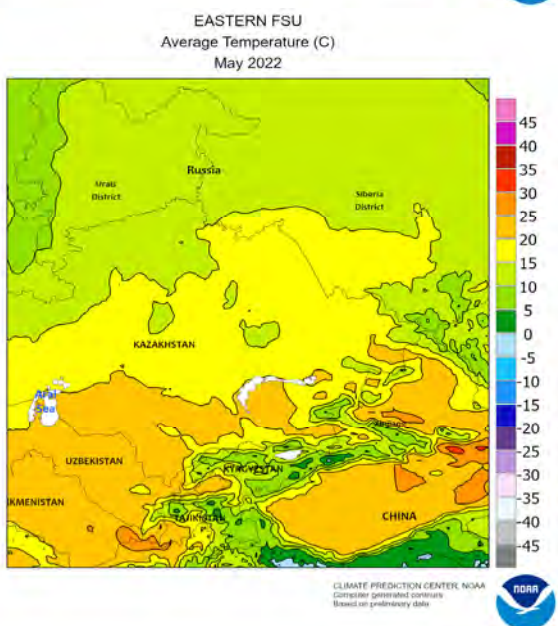 EASTERN FSU
Average Temperature (C)
May 2022
45
40
35
30
25
20
15
10
5
0
-5
-10
-15
-20
-25
-30
-35
-40
-45
Russia
Urals
District
Siberia
District
KAZAKHSTAN
Aral
Sea
UZBEKISTAN
KYRGYZSTAN
KMENISTAN
TAJIKISTAN
CHINA
CLIMATE PREDICTION CENTER, NOAA
Computer generated contours
Based on preliminary data
NOAA